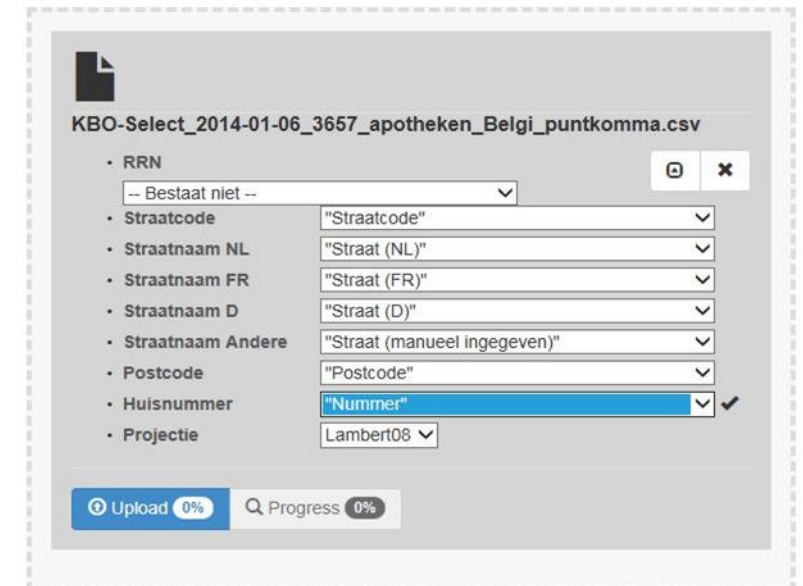 KBO-Select_2014-01-06_3657_apotheken_Belgi_puntkomma.csv
• RRN
-- Bestaat niet --
• Straatcode "Straatcode"
• Straatnaam NL "Straat (NL)"
• Straatnaam FR "Straat (FR)"
• Straatnaam D "Straat (D)"
• Straatnaam Andere "Straat (manueel ingegeven)"
• Postcode "Postcode"
• Huisnummer "Nummer"
• Projectie Lambert08
Upload 0% Progress 0%